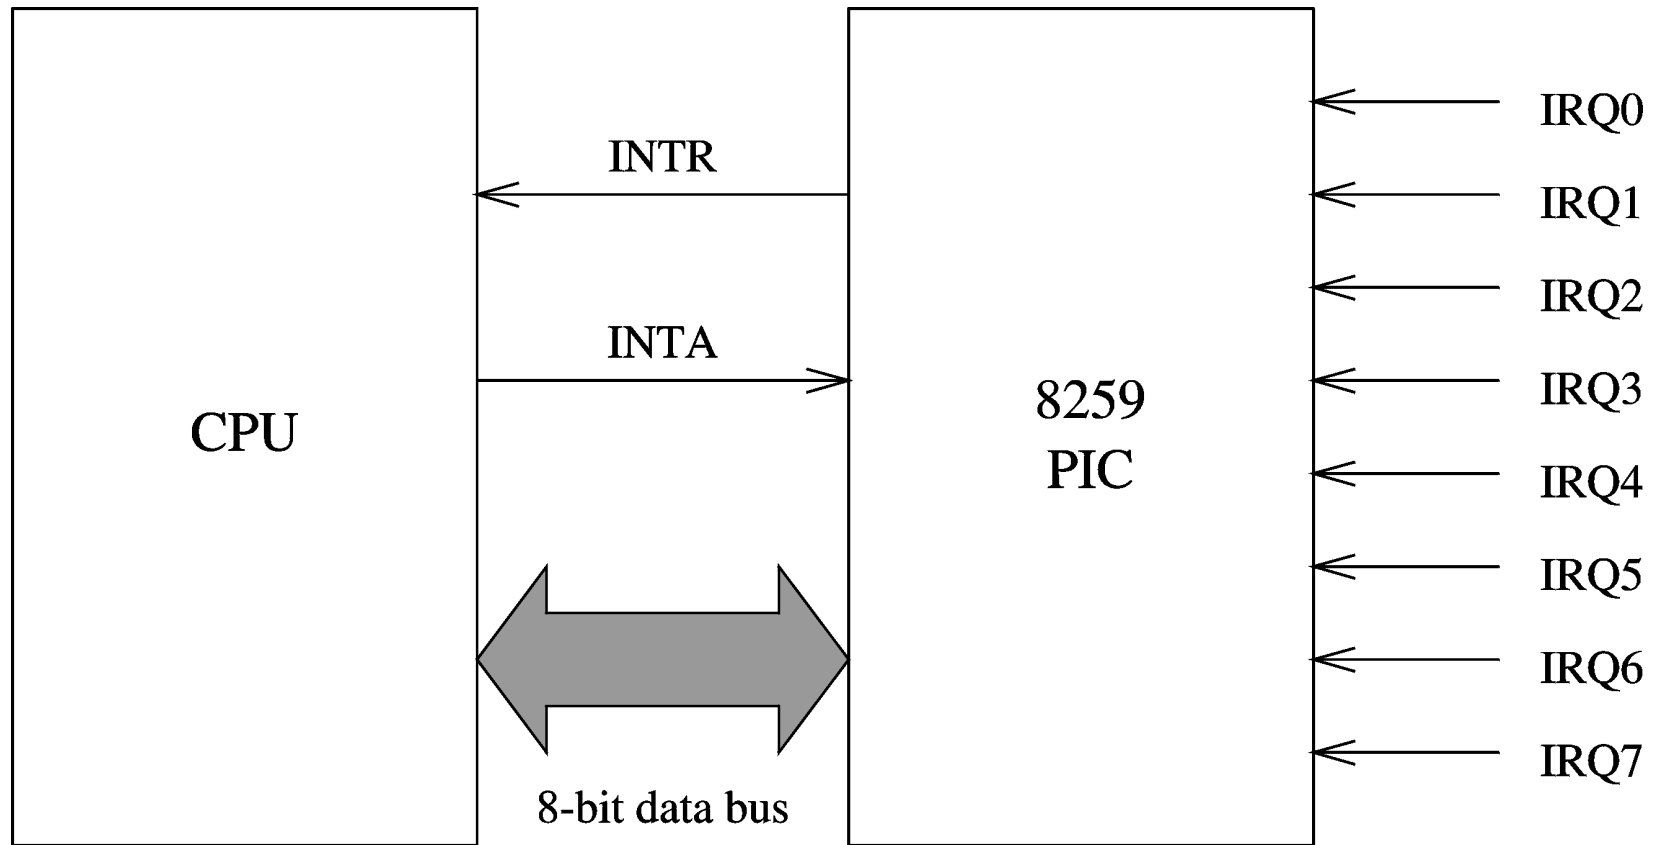 CPU
INTR
INTA
8-bit data bus
8259
PIC
IRQ0
IRQ1
IRQ2
IRQ3
IRQ4
IRQ5
IRQ6
IRQ7